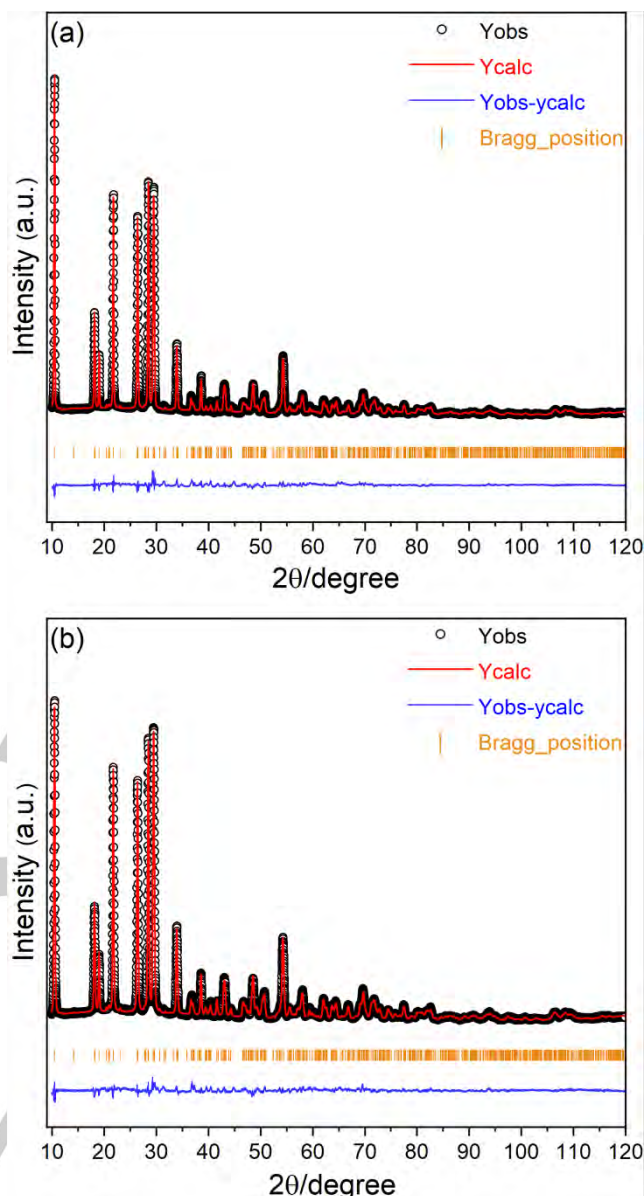 (a)
Yobs
Ycalc
Yobs-ycalc
Bragg_position
Intensity (a.u.)
10 20 30 40 50 60 70 80 90 100 110 120
2θ/degree
(b)
Yobs
Ycalc
Yobs-ycalc
Bragg_position
Intensity (a.u.)
10 20 30 40 50 60 70 80 90 100 110 120
2θ/degree